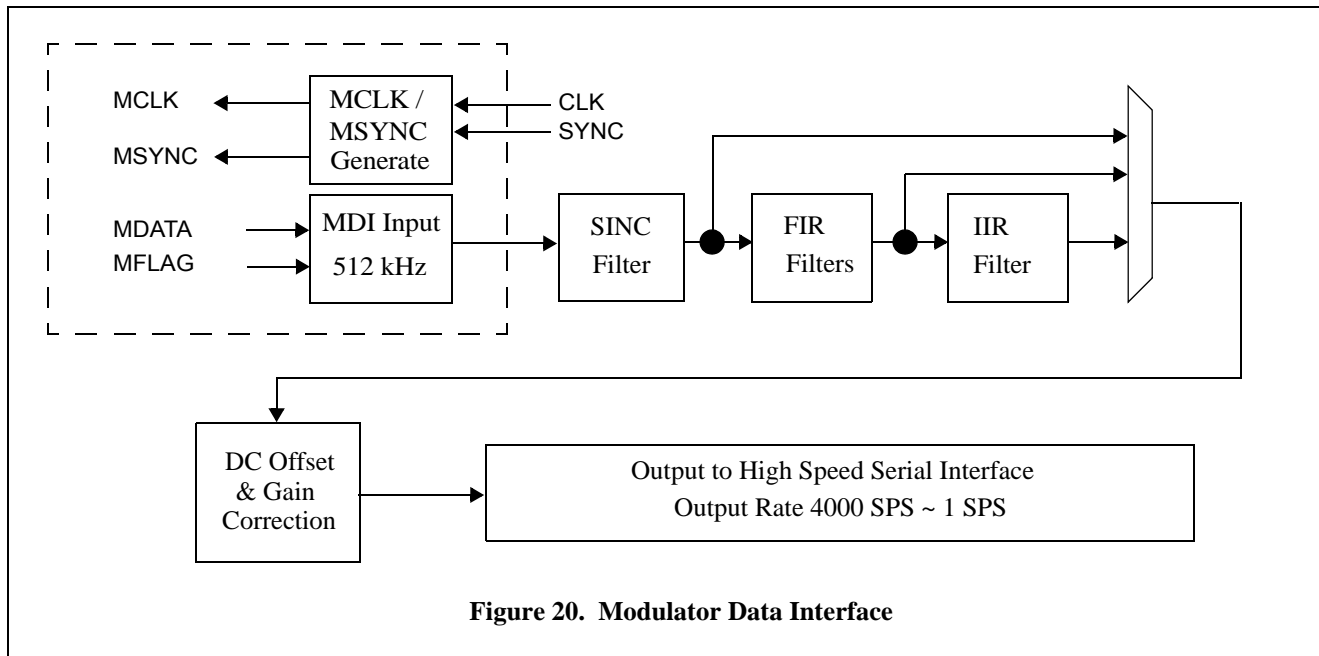 MCLK
MSYNC
MCLK /
MSYNC
Generate
CLK
SYNC
MDATA
MFLAG
MDI Input
512 kHz
SINC
Filter
FIR
Filters
IIR
Filter
DC Offset
& Gain
Correction
Output to High Speed Serial Interface
Output Rate 4000 SPS ~ 1 SPS
Figure 20. Modulator Data Interface